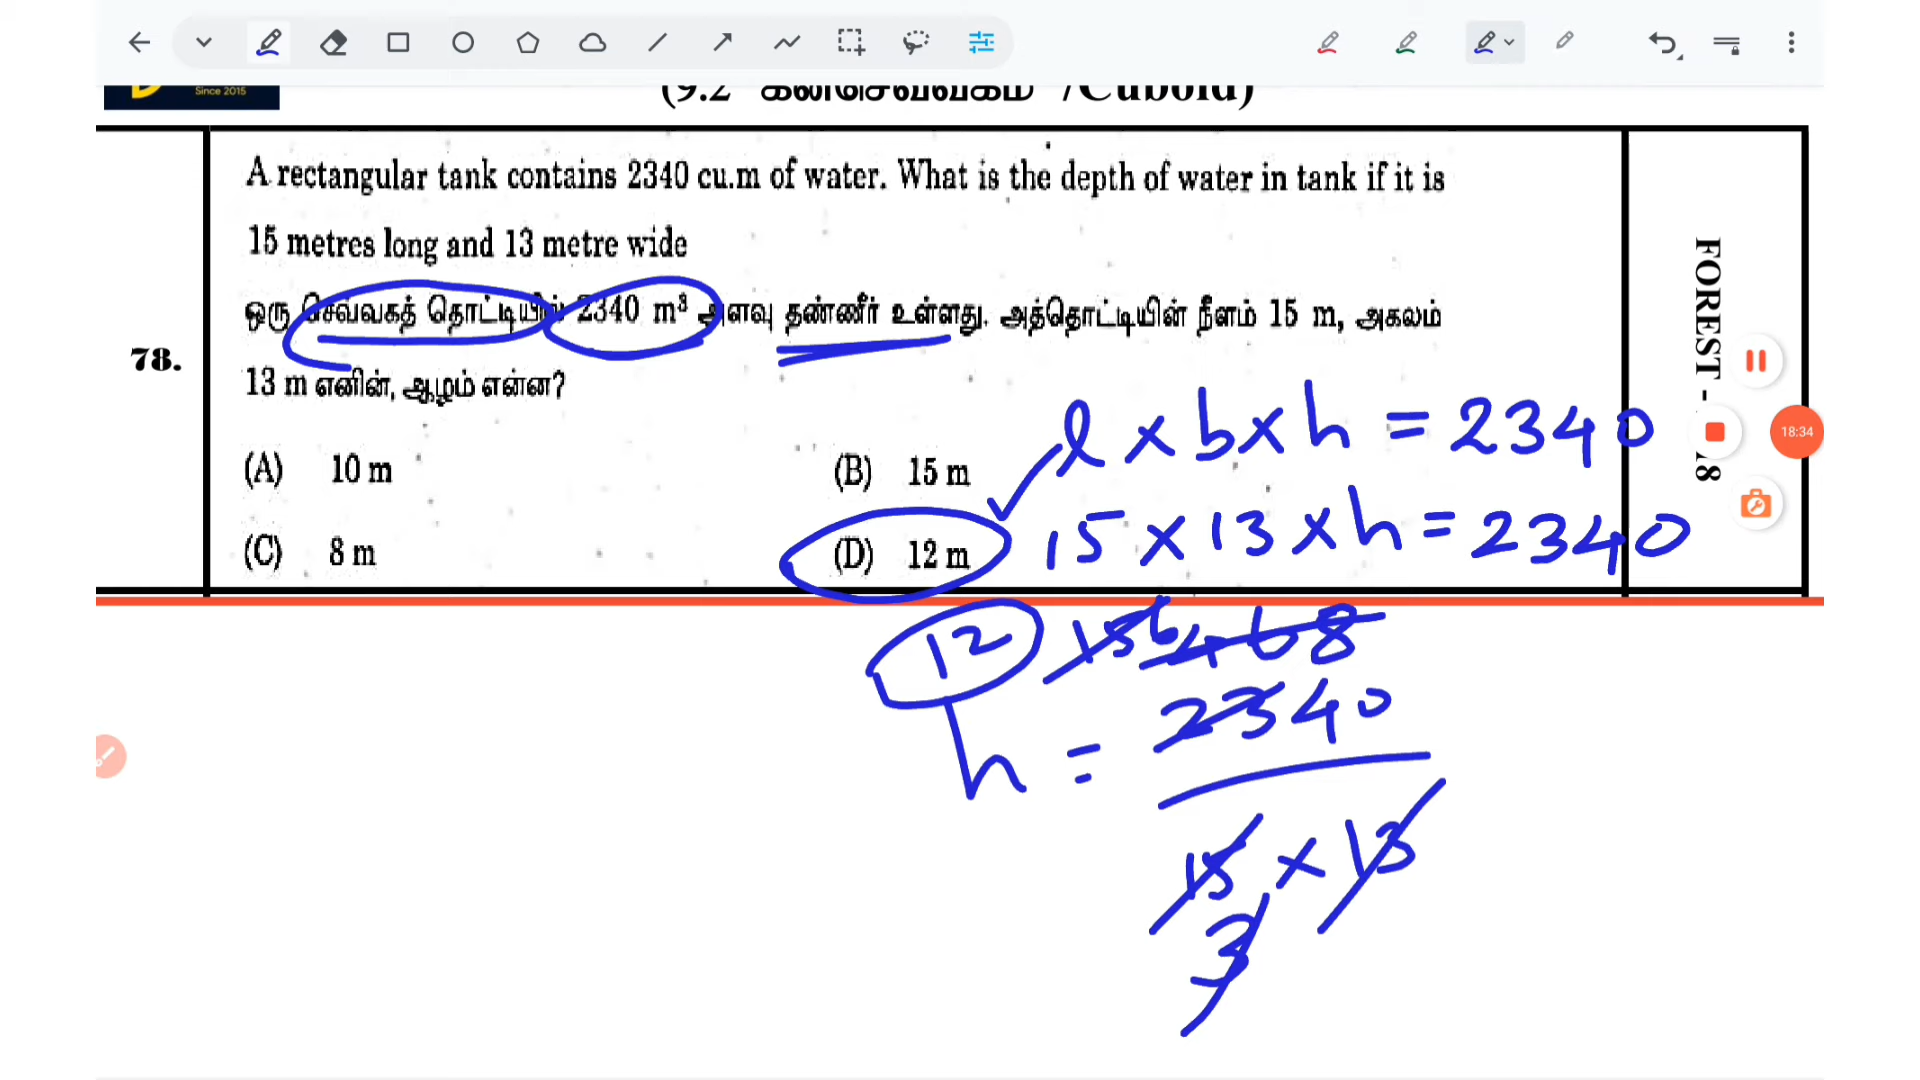 Since 2015
(9.2 கனசெவ்வகம் /Cuboid)
A rectangular tank contains 2340 cu.m of water. What is the depth of water in tank if it is
15 metres long and 13 metre wide
ஒரு செவ்வகத் தொட்டியில் 2340 m³ அளவு தண்ணீர் உள்ளது. அத்தொட்டியின் நீளம் 15 m, அகலம்
78.
13 m எனின், ஆழம் என்ன?
(A) 10 m
(B) 15 m
(C) 8 m
(D) 12 m
FOREST -
18:34
l × b × h = 2340
15 × 13 × h = 2340
12 156 468
h = 2340
15 × 13
3